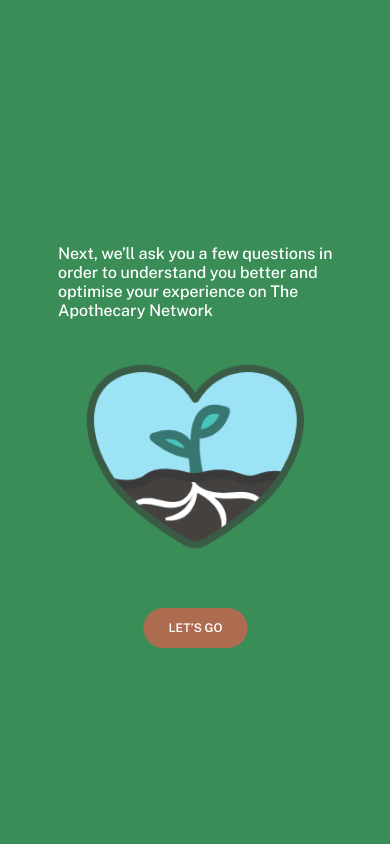 Next, we’ll ask you a few questions in
order to understand you better and
optimise your experience on The
Apothecary Network
LET’S GO